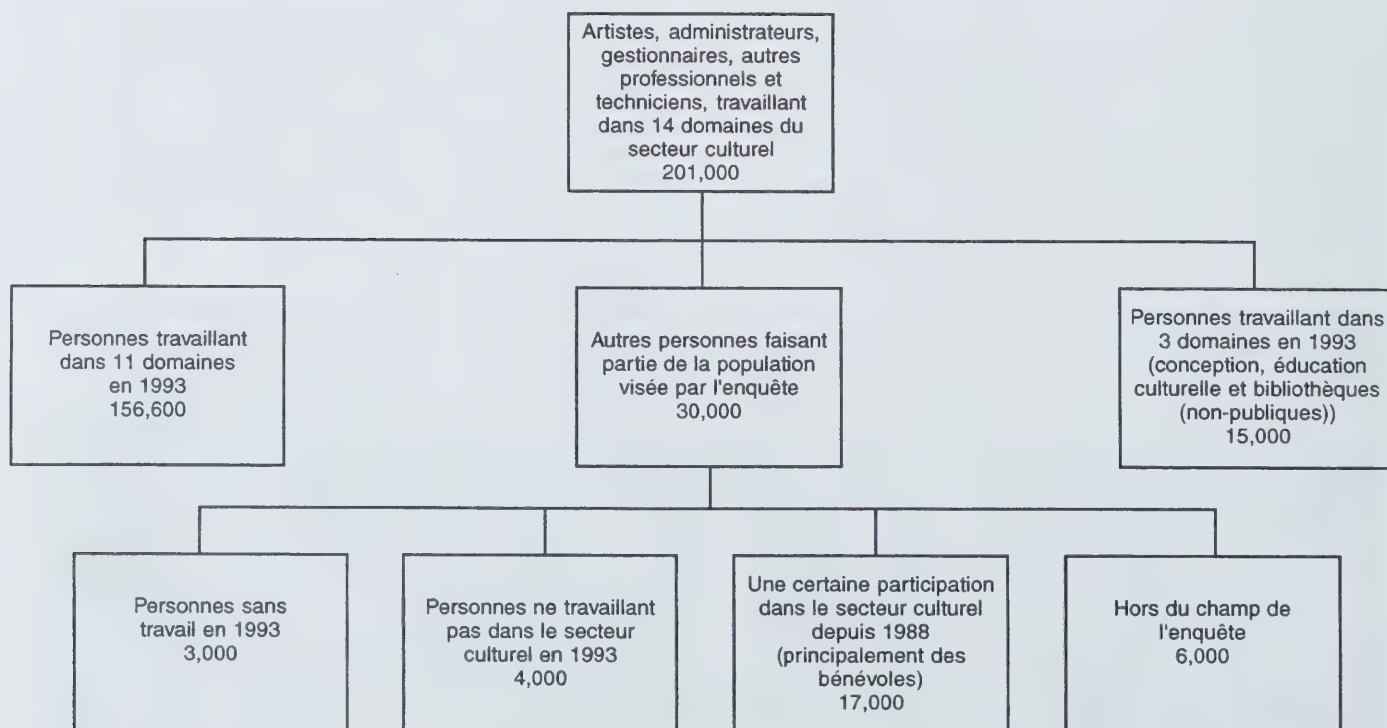 Artistes, administrateurs,
gestionnaires, autres
professionnels et
techniciens, travaillant
dans 14 domaines du
secteur culturel
201,000
Personnes travaillant
dans 11 domaines
en 1993
156,600
Autres personnes faisant
partie de la population
visée par l'enquête
30,000
Personnes travaillant dans
3 domaines en 1993
(conception, éducation
culturelle et bibliothèques
(non-publiques))
15,000
Personnes sans
travail en 1993
3,000
Personnes ne travaillant
pas dans le secteur
culturel en 1993
4,000
Une certaine participation
dans le secteur culturel
depuis 1988
(principalement des
bénévoles)
17,000
Hors du champ de
l'enquête
6,000